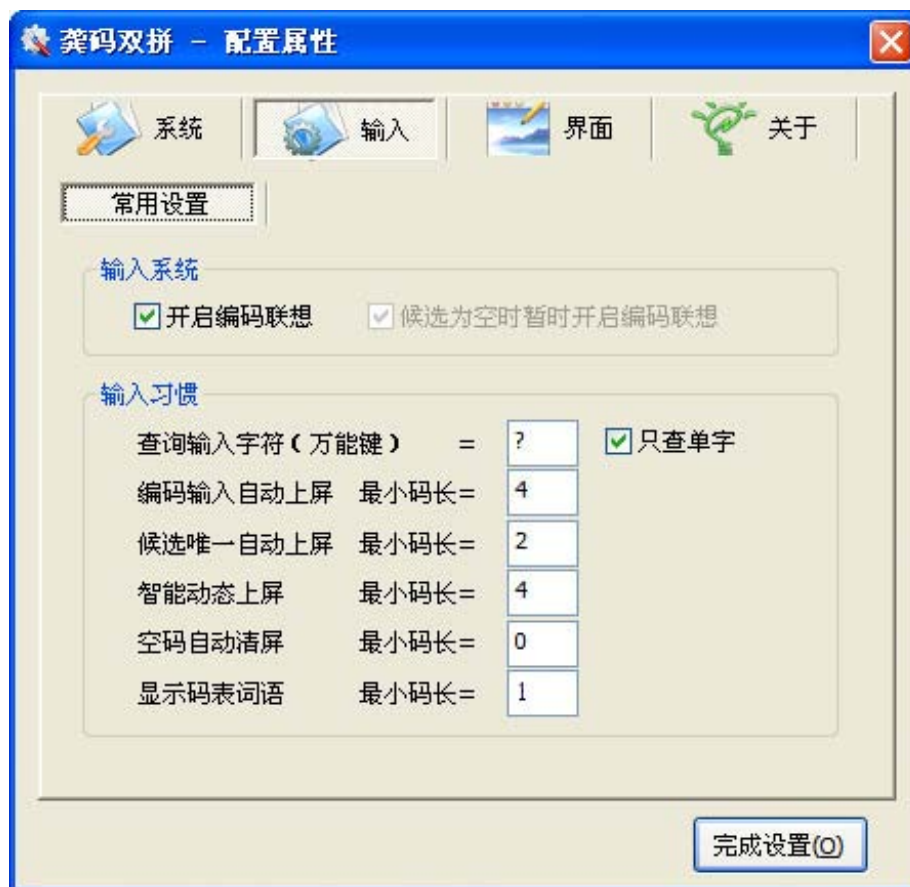 龚码双拼 - 配置属性
系统 输入 界面 关于
常用设置
输入系统
开启编码联想 候选为空时暂时开启编码联想
输入习惯
查询输入字符(万能键) = ? 只查单字
编码输入自动上屏 最小码长= 4
候选唯一自动上屏 最小码长= 2
智能动态上屏 最小码长= 4
空码自动清屏 最小码长= 0
显示码表词语 最小码长= 1
完成设置(O)